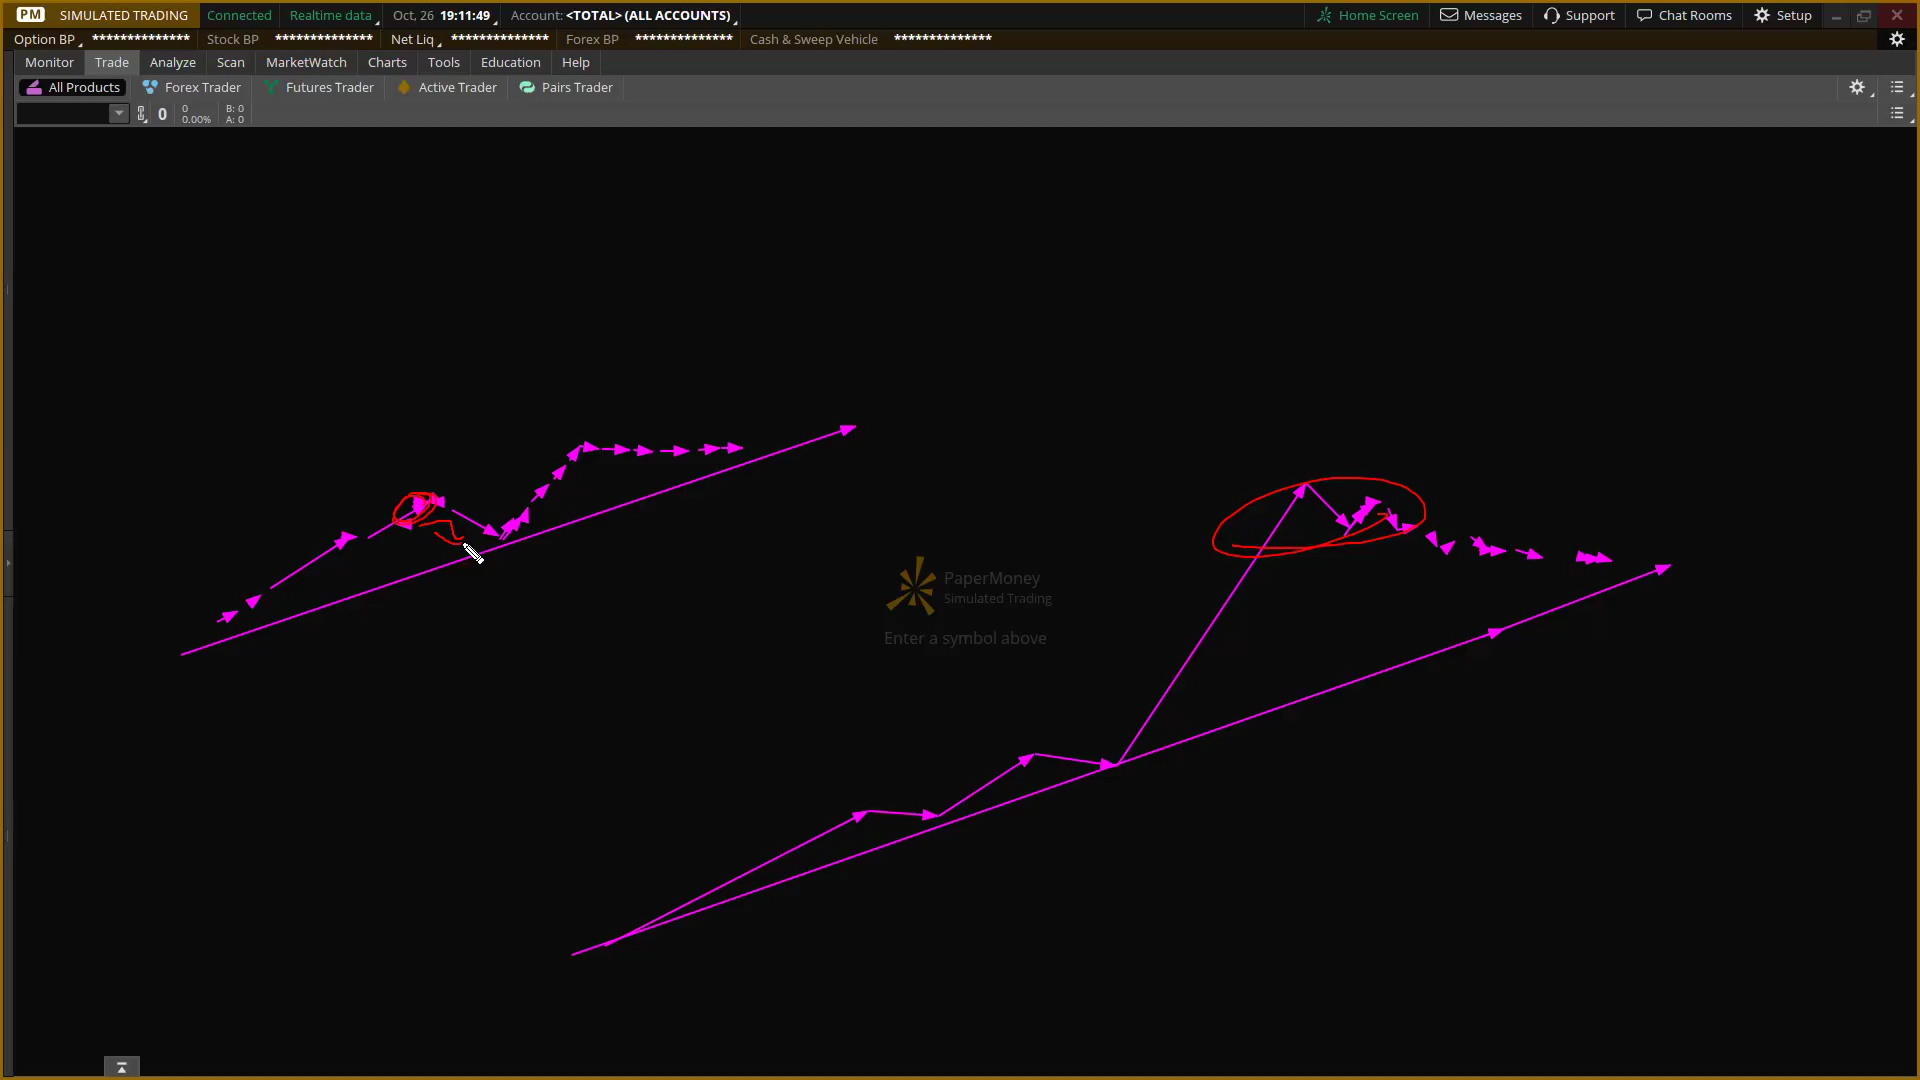 PM SIMULATED TRADING Connected Realtime data Oct, 26 19:11:49 Account: <TOTAL> (ALL ACCOUNTS) Home Screen Messages Support Chat Rooms Setup
Option BP ************** Stock BP ************** Net Liq ************** Forex BP ************** Cash & Sweep Vehicle **************
Monitor Trade Analyze Scan MarketWatch Charts Tools Education Help
All Products Forex Trader Futures Trader Active Trader Pairs Trader
0 0 B: 0
0.00% A: 0
PaperMoney
Simulated Trading
Enter a symbol above